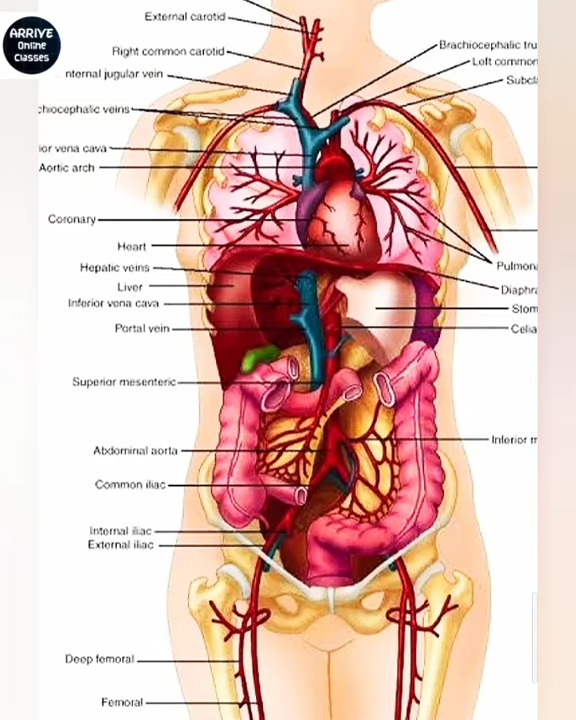 ARRIVE
Online
Classes
External carotid
Right common carotid
nternal jugular vein
chiocephalic veins
ior vena cava
Aortic arch
Coronary
Heart
Hepatic veins
Liver
Inferior vena cava
Portal vein
Superior mesenteric
Abdominal aorta
Common iliac
Internal iliac
External iliac
Deep femoral
Femoral
Brachiocephalic tru
Left common
Subcl
Pulmon
Diaphra
Stom
Celia
Inferior m